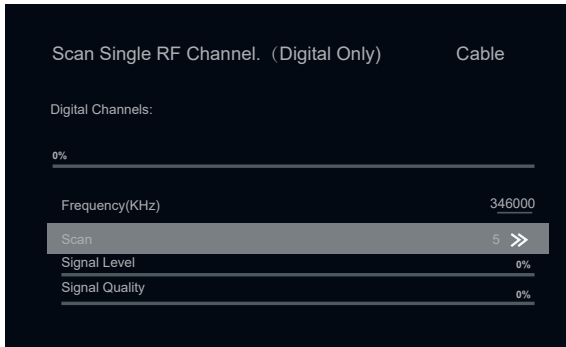 Scan Single RF Channel.（Digital Only) Cable
Digital Channels:
0%
Frequency(KHz) 346000
Scan 5
Signal Level 0%
Signal Quality 0%